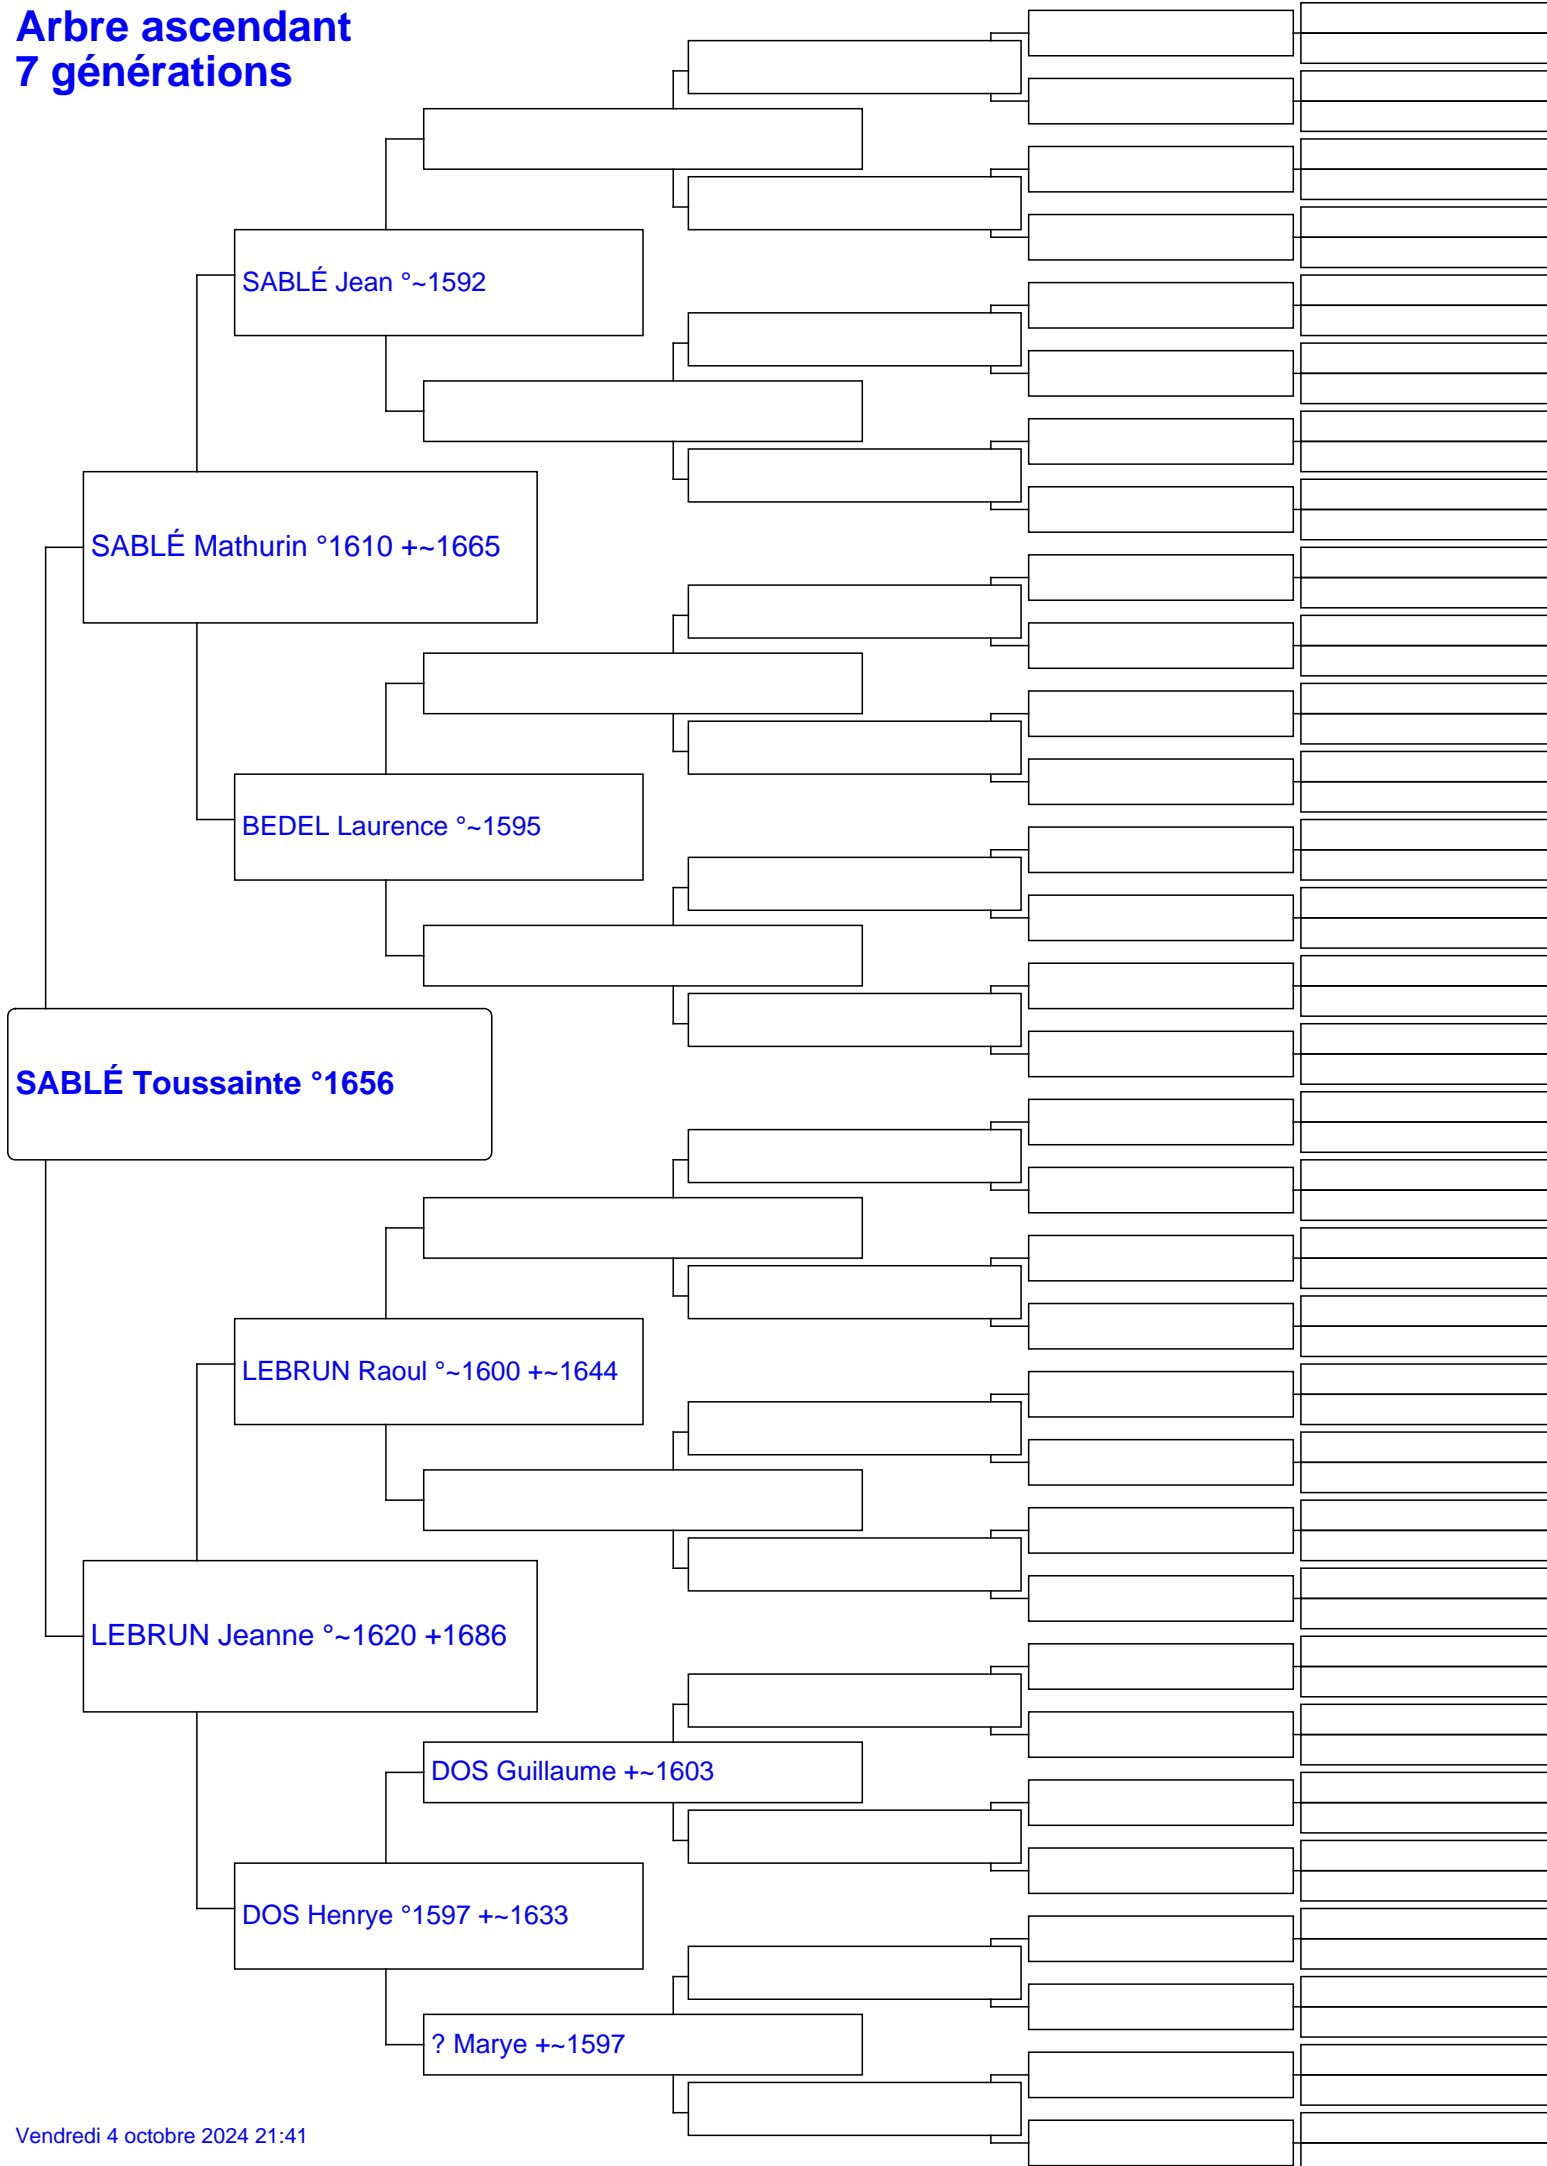 Arbre ascendant
7 générations
SABLÉ Jean °~1592
SABLÉ Mathurin °1610 +~1665
BEDEL Laurence °~1595
SABLÉ Toussainte °1656
LEBRUN Raoul °~1600 +~1644
LEBRUN Jeanne °~1620 +1686
DOS Guillaume +~1603
DOS Henrye °1597 +~1633
? Marye +~1597
Vendredi 4 octobre 2024 21:41